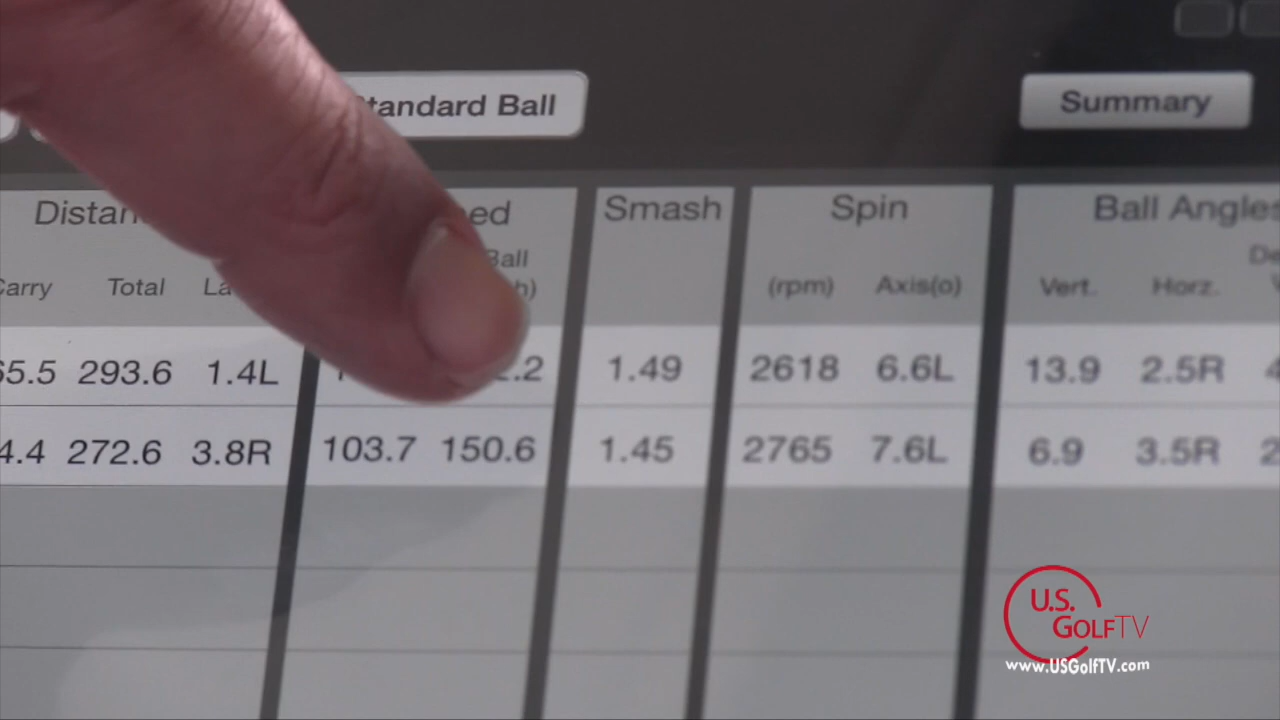 Standard Ball
Summary
Smash
Spin
Ball Angles
Ball
Carry Total
(rpm) Axis(o)
Vert. Horz.
293.6 1.4L
1.49
2618 6.6L
13.9 2.5R
272.6 3.8R
103.7 150.6
1.45
2765 7.6L
6.9 3.5R
U.S.
GOLFTV
www.USGolfTV.com